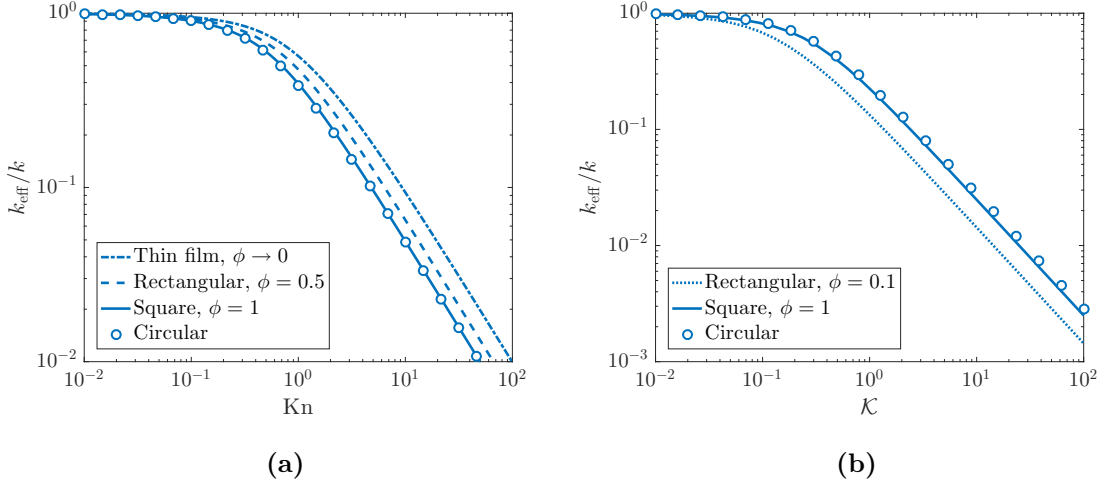 10^0
10^-1
10^-2
k_eff/k
Thin film, ϕ → 0
Rectangular, ϕ = 0.5
Square, ϕ = 1
Circular
10^-2 10^-1 10^0 10^1 10^2
Kn
(a)
10^0
10^-1
10^-2
10^-3
k_eff/k
Rectangular, ϕ = 0.1
Square, ϕ = 1
Circular
10^-2 10^-1 10^0 10^1 10^2
𝒦
(b)